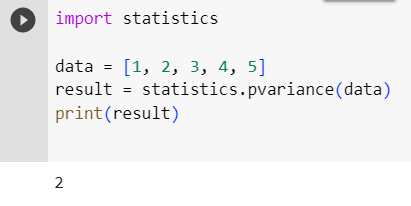 import statistics
data = [1, 2, 3, 4, 5]
result = statistics.pvariance(data)
print(result)
2